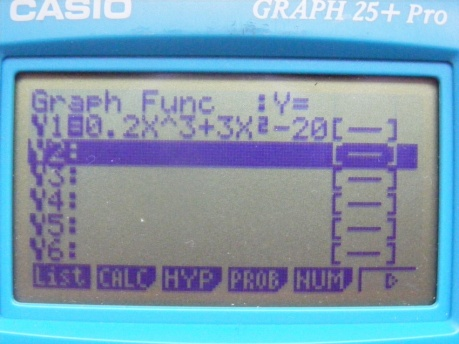 CASIO GRAPH 25+ Pro
Graph Func :Y=
Y1=0.2X^3+3X²-20[—]
Y2: [—]
Y3: [—]
Y4: [—]
Y5: [—]
Y6: [—]
List CALC HYP PROB NUM ▷